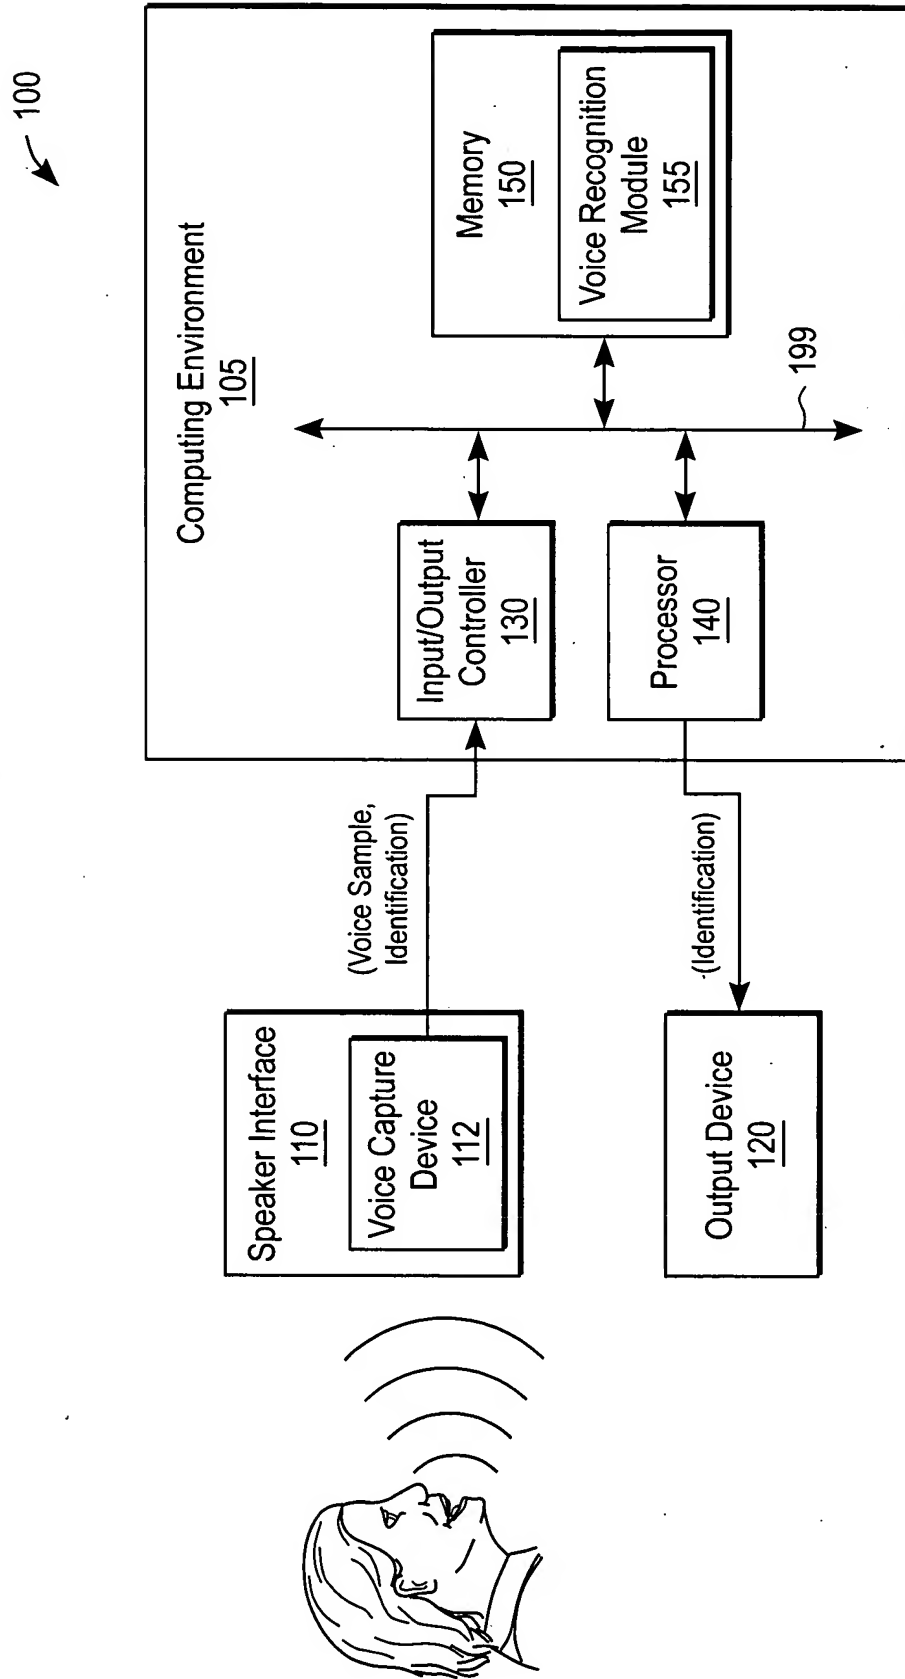 100
Computing Environment
105
Speaker Interface
110
Voice Capture
Device
112
(Voice Sample,
Identification)
Input/Output
Controller
130
Memory
150
Voice Recognition
Module
155
Output Device
120
(Identification)
Processor
140
199